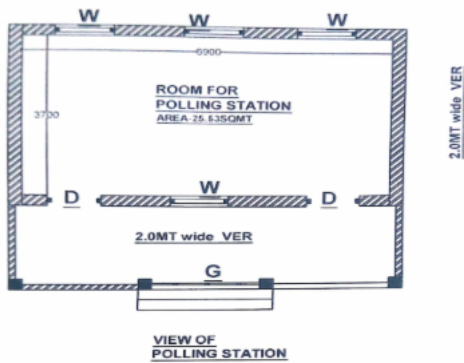 W W W
6900
ROOM FOR
POLLING STATION
AREA-25.53SQMT
3700
2.0MT wide VER
D W D
2.0MT wide VER
G
VIEW OF
POLLING STATION